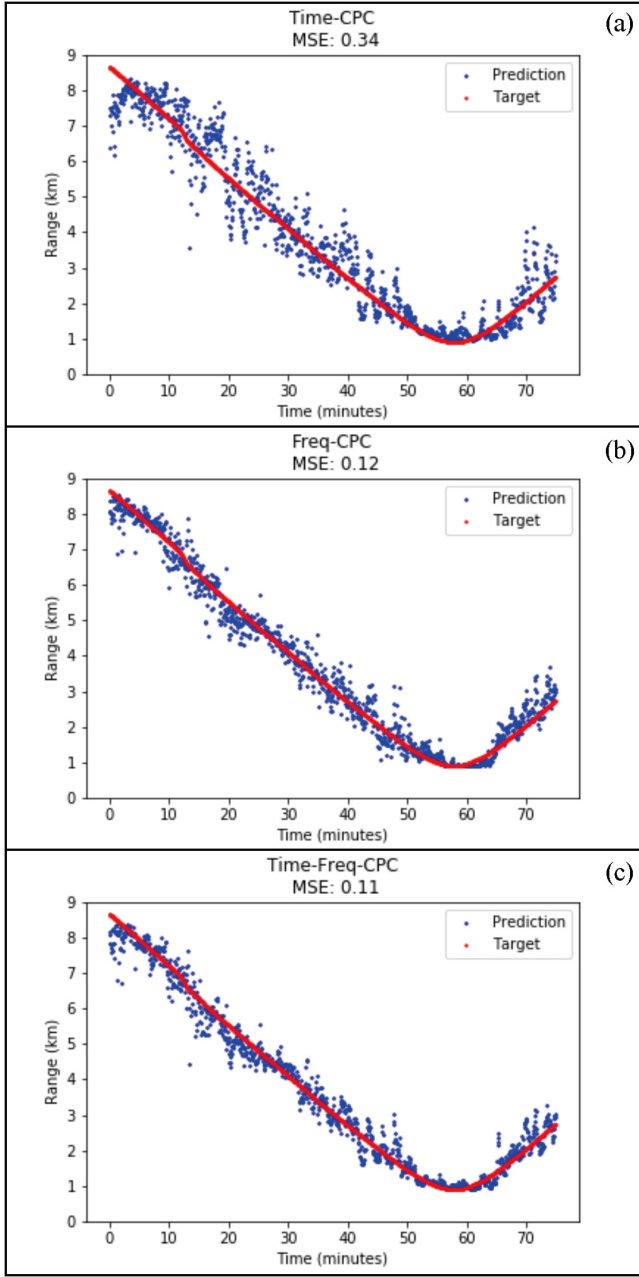 Time-CPC
MSE: 0.34
(a)
9
8
7
6
5
4
3
2
1
0
Range (km)
Prediction
Target
0 10 20 30 40 50 60 70
Time (minutes)
Freq-CPC
MSE: 0.12
(b)
9
8
7
6
5
4
3
2
1
0
Range (km)
Prediction
Target
0 10 20 30 40 50 60 70
Time (minutes)
Time-Freq-CPC
MSE: 0.11
(c)
9
8
7
6
5
4
3
2
1
0
Range (km)
Prediction
Target
0 10 20 30 40 50 60 70
Time (minutes)